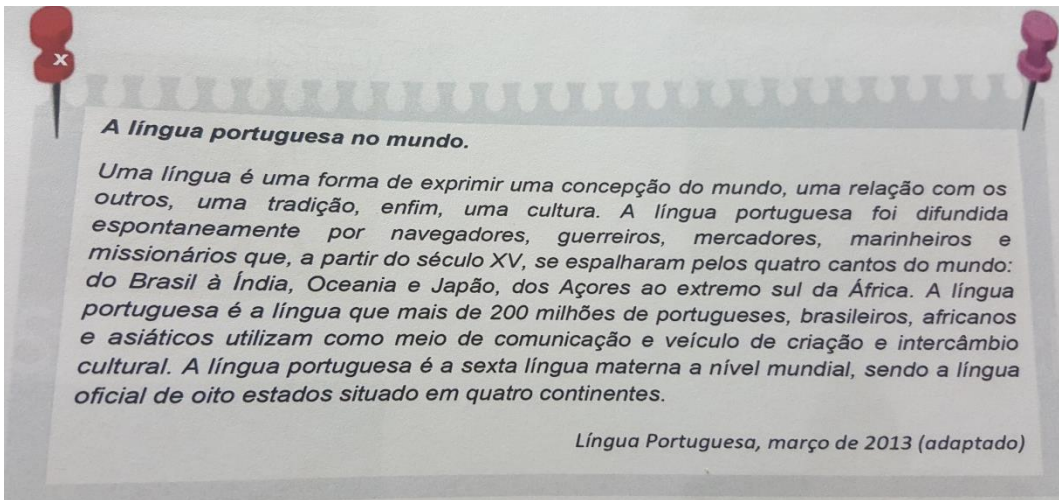 x
A língua portuguesa no mundo.
Uma língua é uma forma de exprimir uma concepção do mundo, uma relação com os
outros, uma tradição, enfim, uma cultura. A língua portuguesa foi difundida
espontaneamente por navegadores, guerreiros, mercadores, marinheiros e
missionários que, a partir do século XV, se espalharam pelos quatro cantos do mundo:
do Brasil à Índia, Oceania e Japão, dos Açores ao extremo sul da África. A língua
portuguesa é a língua que mais de 200 milhões de portugueses, brasileiros, africanos
e asiáticos utilizam como meio de comunicação e veículo de criação e intercâmbio
cultural. A língua portuguesa é a sexta língua materna a nível mundial, sendo a língua
oficial de oito estados situado em quatro continentes.
Língua Portuguesa, março de 2013 (adaptado)